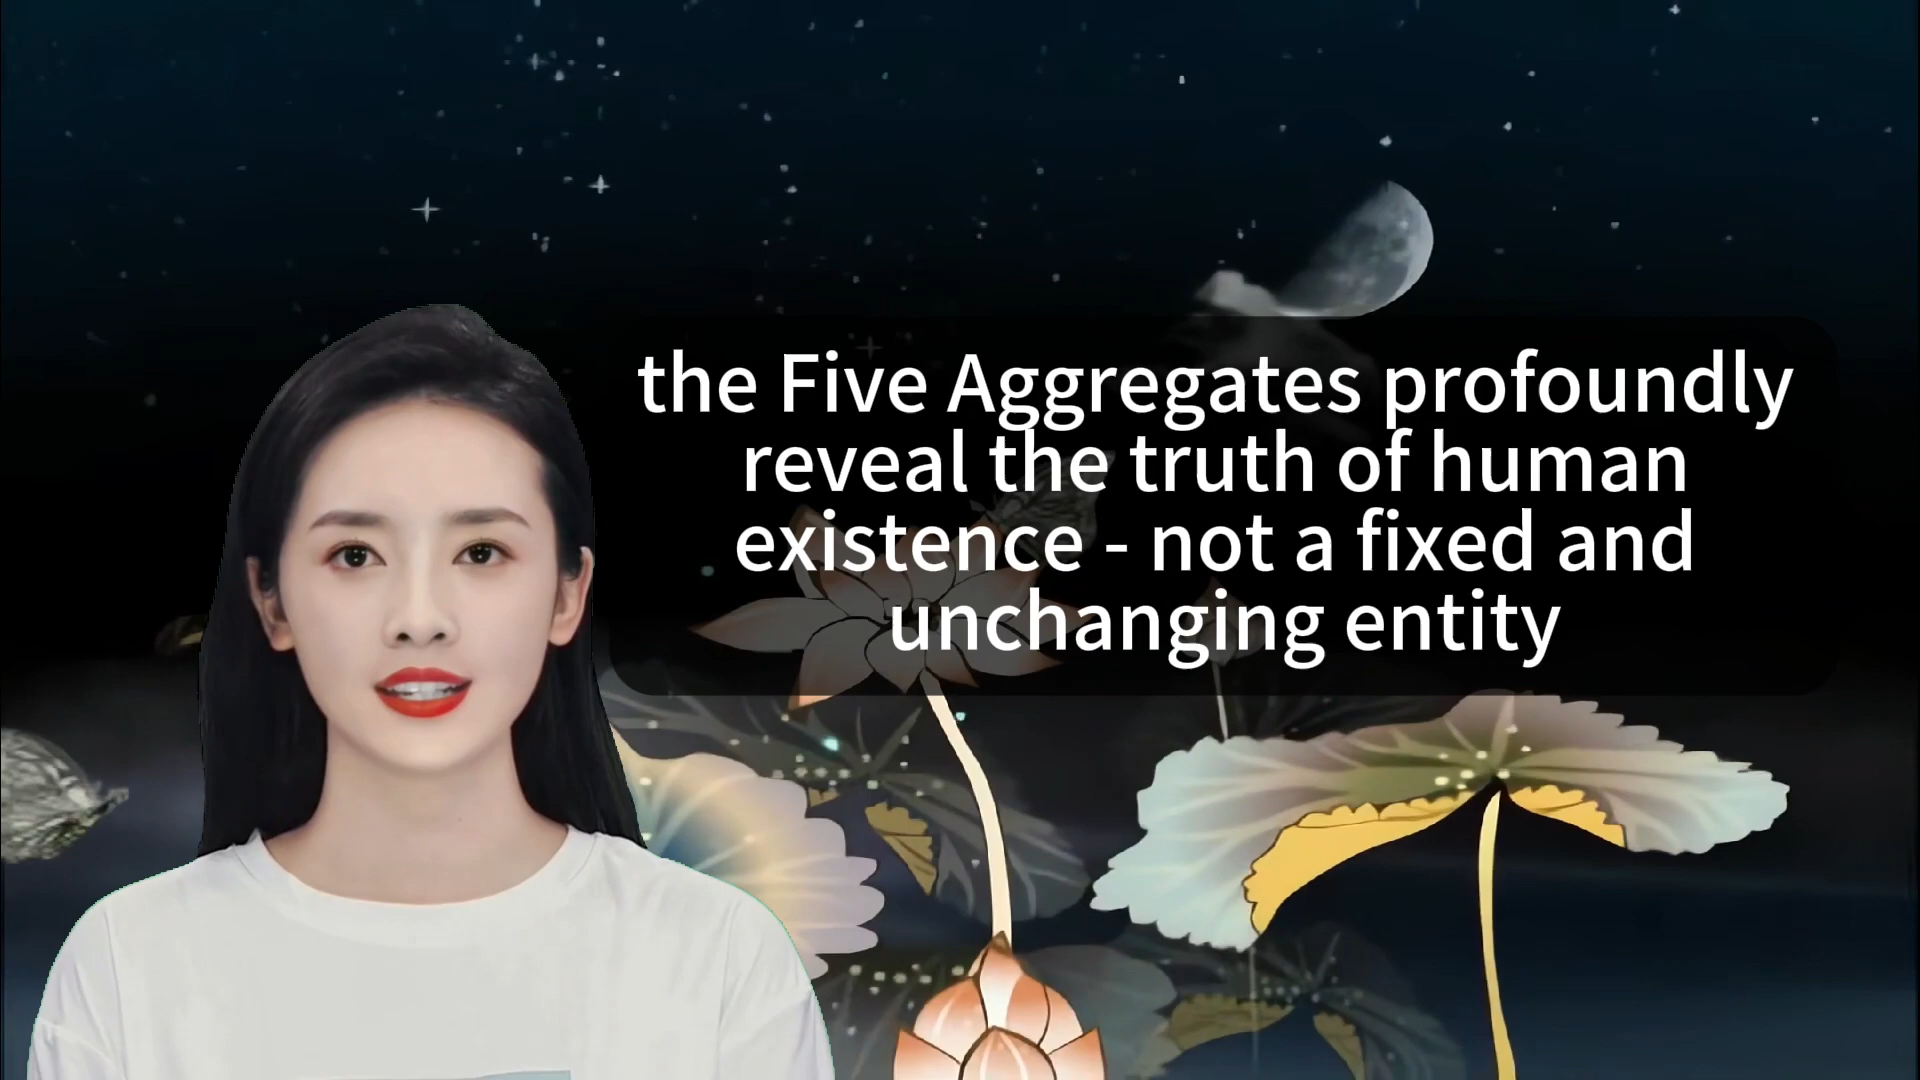 the Five Aggregates profoundly
reveal the truth of human
existence - not a fixed and
unchanging entity